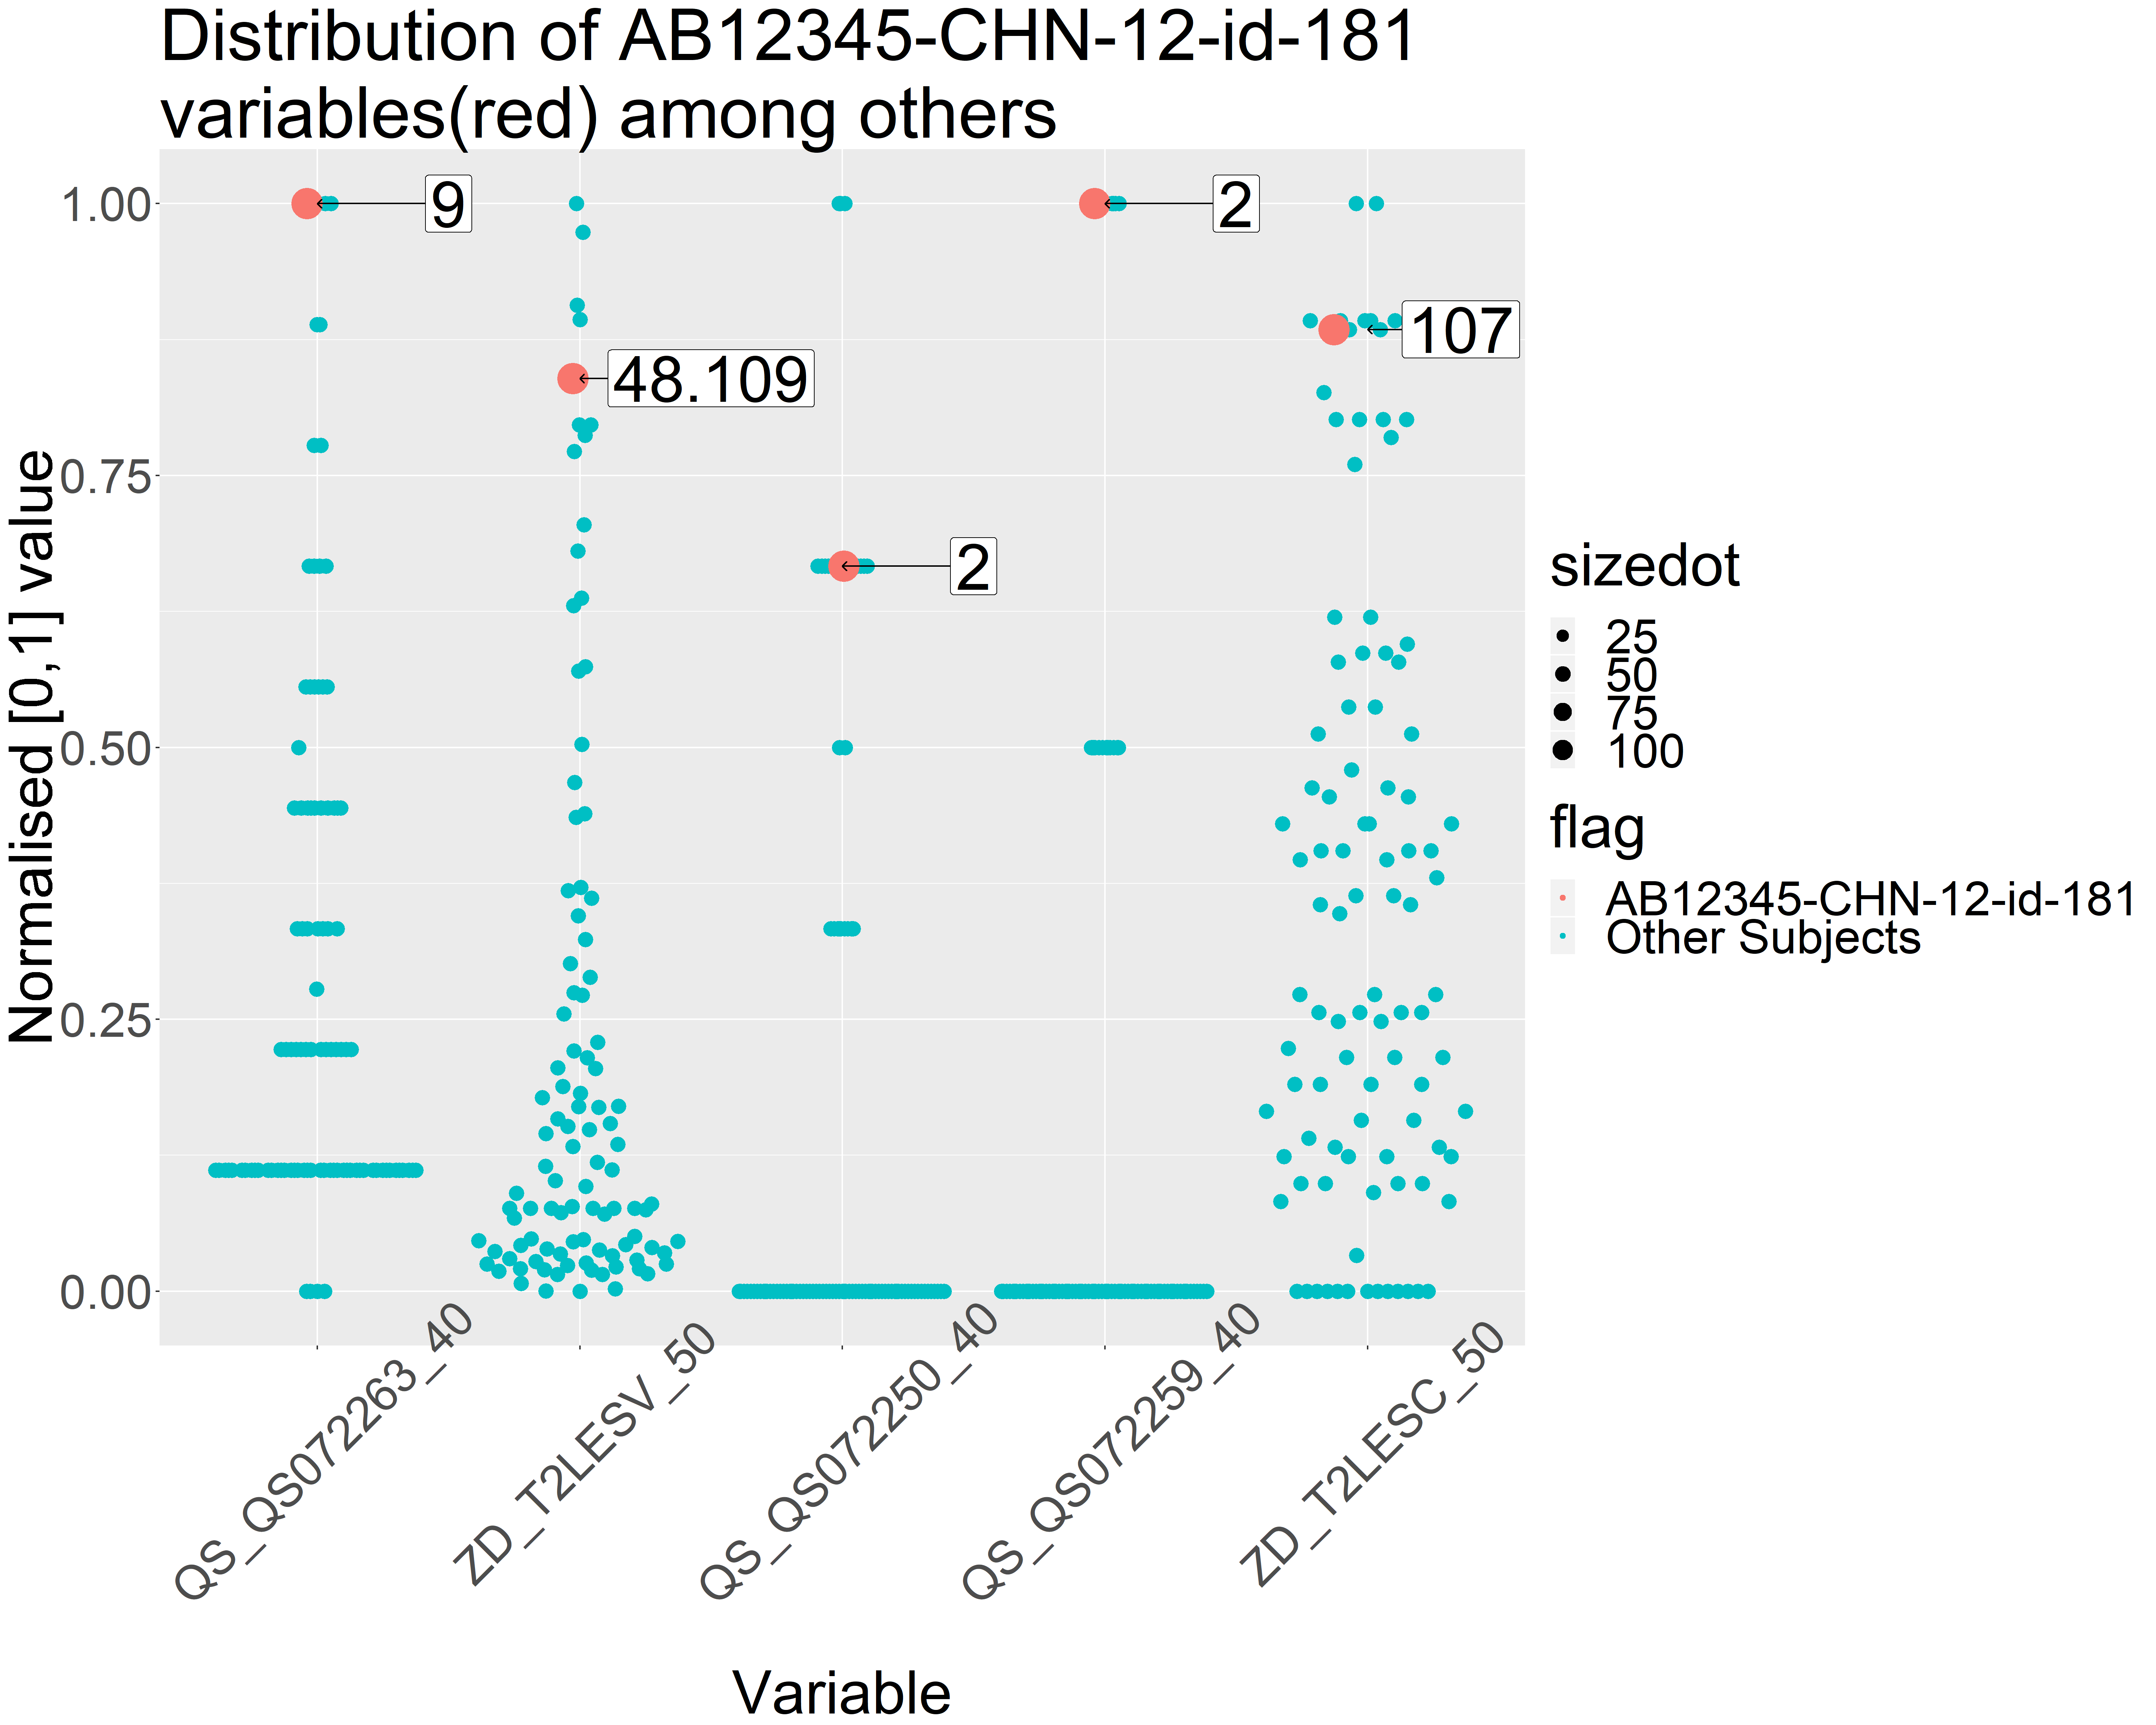 Distribution of AB12345-CHN-12-id-181
variables(red) among others
Normalised [0,1] value
1.00
0.75
0.50
0.25
0.00
9
48.109
2
2
107
QS_QS072263_40
ZD_T2LESV_50
QS_QS072250_40
QS_QS072259_40
ZD_T2LESC_50
Variable
sizedot
25
50
75
100
flag
AB12345-CHN-12-id-181
Other Subjects